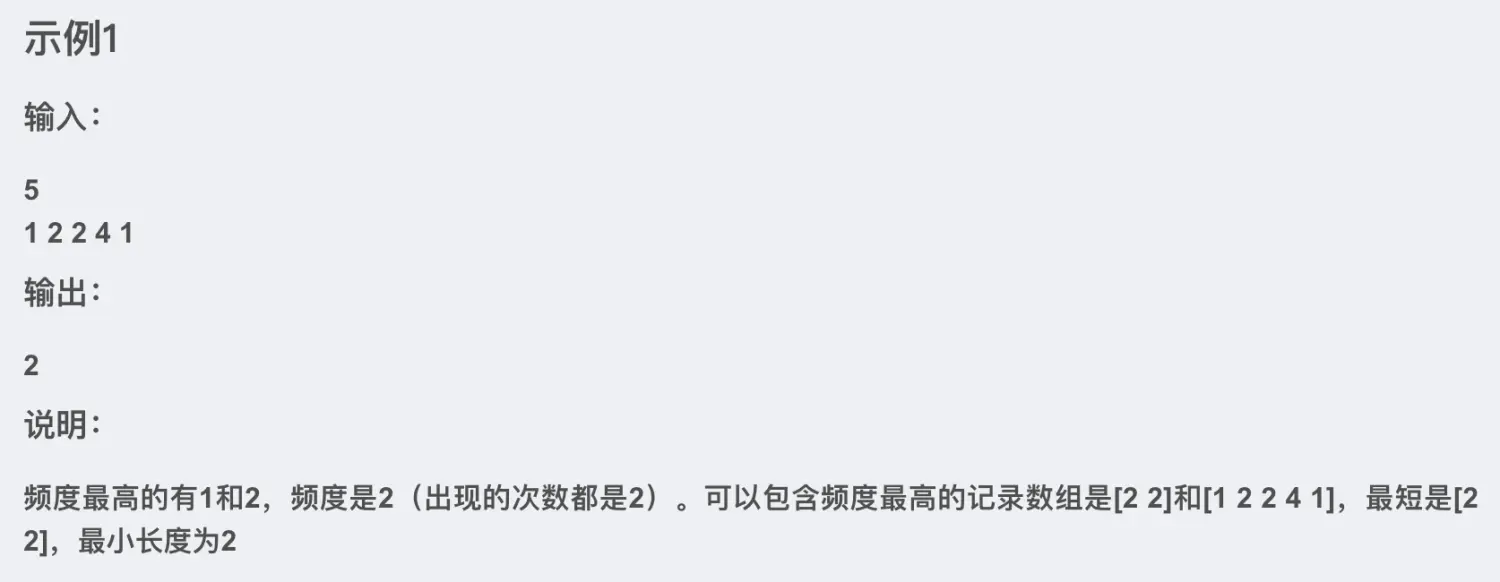 示例1
输入：
5
1 2 2 4 1
输出：
2
说明：
频度最高的有1和2，频度是2（出现的次数都是2）。可以包含频度最高的记录数组是[2 2]和[1 2 2 4 1]，最短是[2
2]，最小长度为2